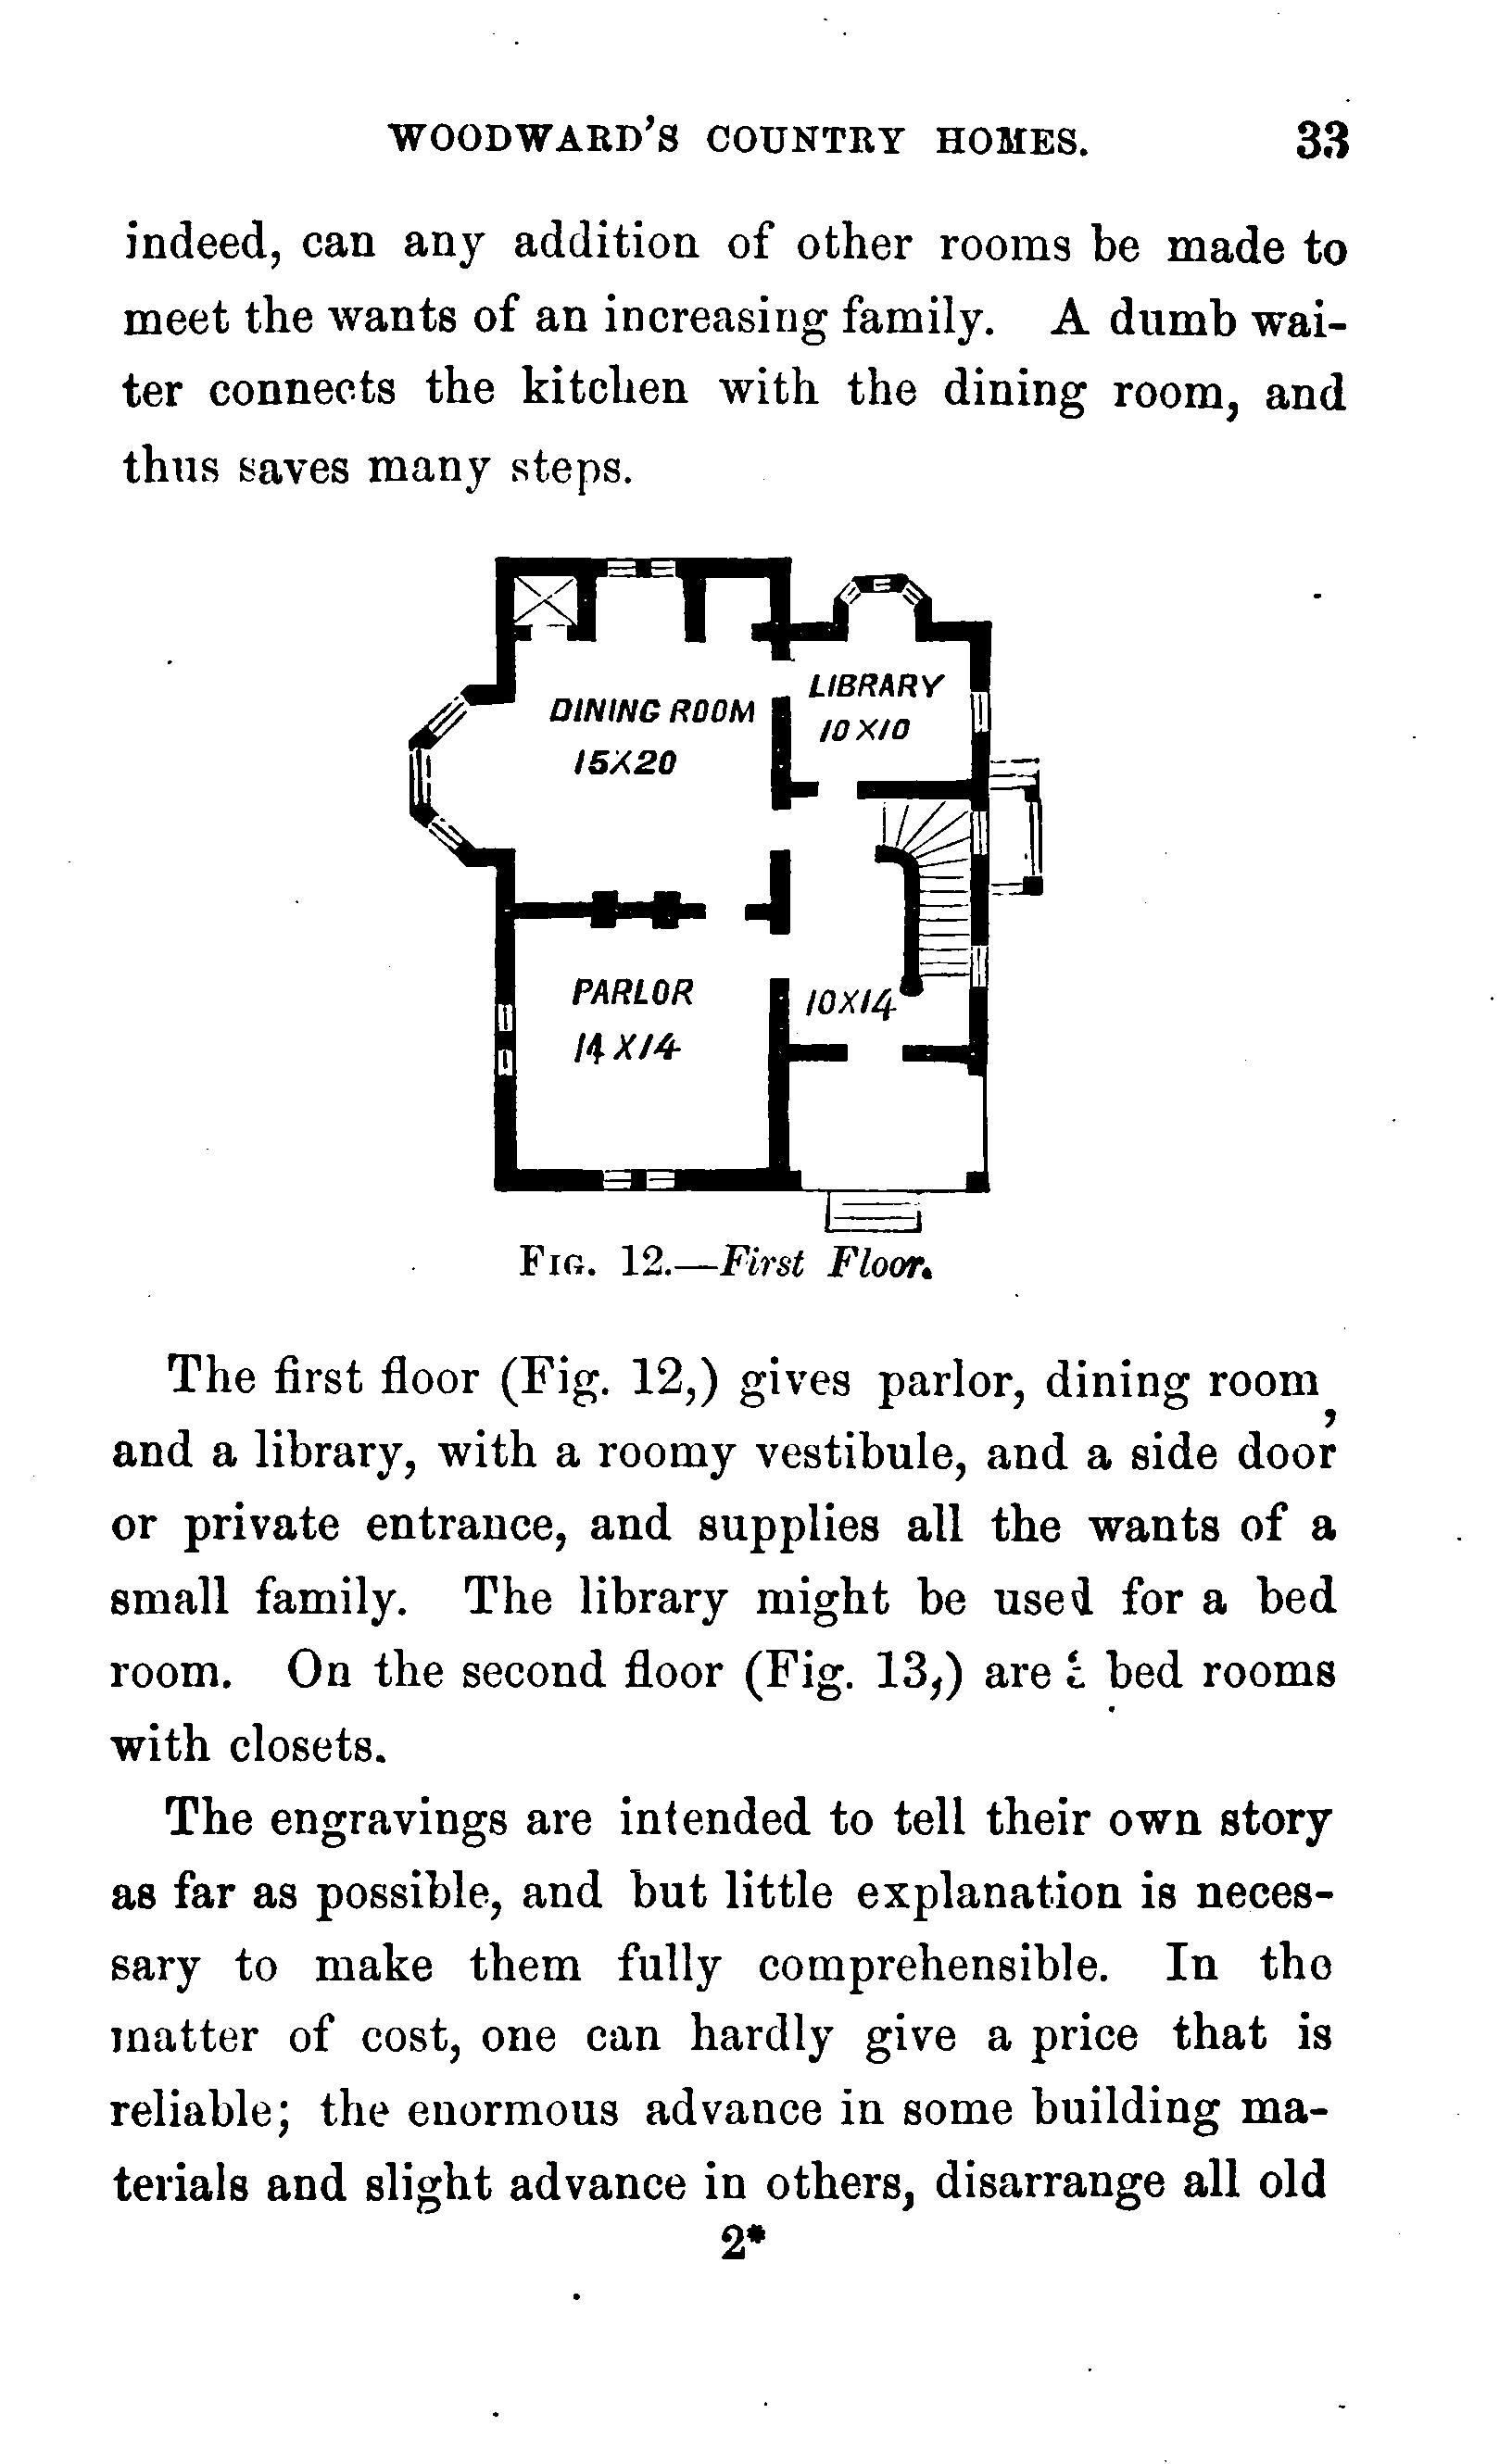 WOODWARD'S COUNTRY HOMES. 33
indeed, can any addition of other rooms be made to
meet the wants of an increasing family. A dumb wai-
ter connects the kitchen with the dining room, and
thus saves many steps.
LIBRARY
10X10
DINING ROOM
15X20
PARLOR
14X14
10X14
FIG. 12.—First Floor.
The first floor (Fig. 12,) gives parlor, dining room,
and a library, with a roomy vestibule, and a side door
or private entrance, and supplies all the wants of a
small family. The library might be used for a bed
room. On the second floor (Fig. 13,) are bed rooms
with closets.
The engravings are intended to tell their own story
as far as possible, and but little explanation is neces-
sary to make them fully comprehensible. In the
matter of cost, one can hardly give a price that is
reliable; the enormous advance in some building ma-
terials and slight advance in others, disarrange all old
2*